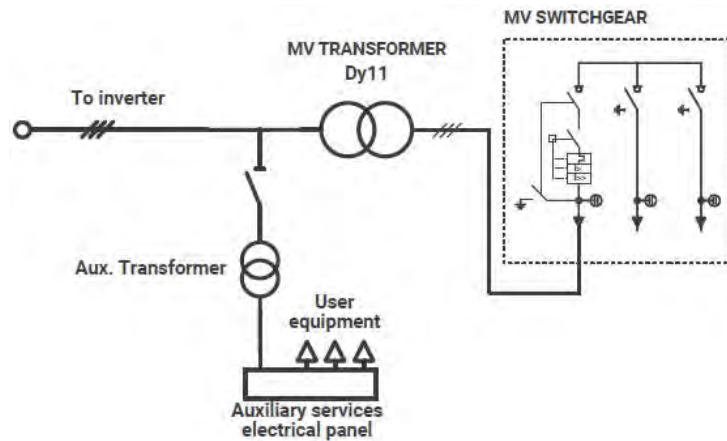 MV SWITCHGEAR
MV TRANSFORMER
Dy11
To inverter
Aux. Transformer
User
equipment
Auxiliary services
electrical panel